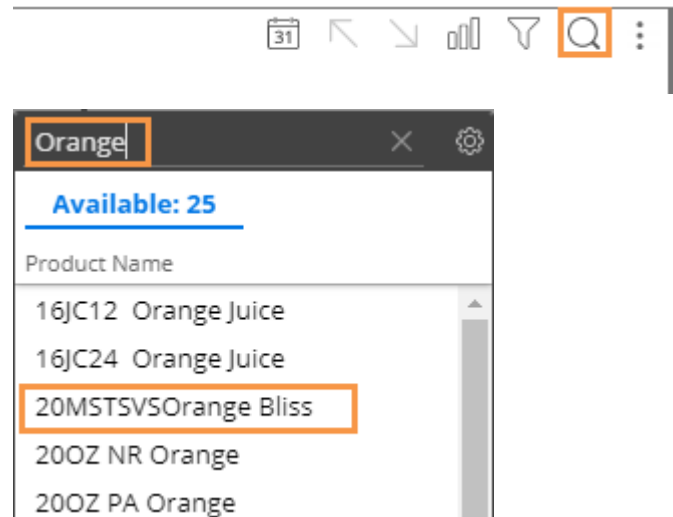 31
Orange
Available: 25
Product Name
16JC12  Orange Juice
16JC24  Orange Juice
20MSTSVSOrange Bliss
20OZ NR Orange
20OZ PA Orange